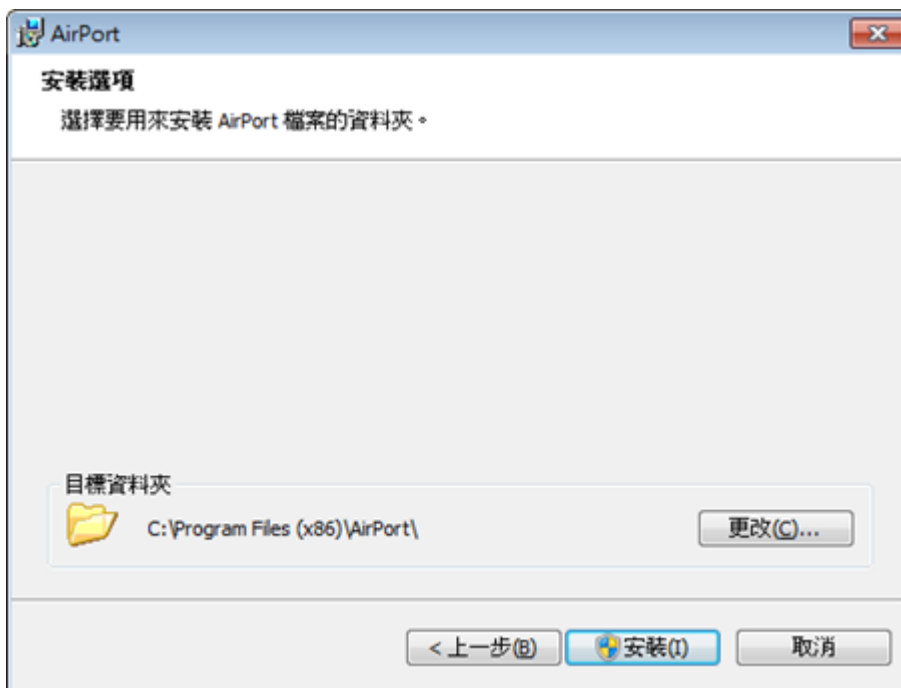 AirPort
安裝選項
選擇要用來安裝 AirPort 檔案的資料夾。
目標資料夾
C:\Program Files (x86)\AirPort\
更改(C)...
< 上一步(B)
安裝(I)
取消